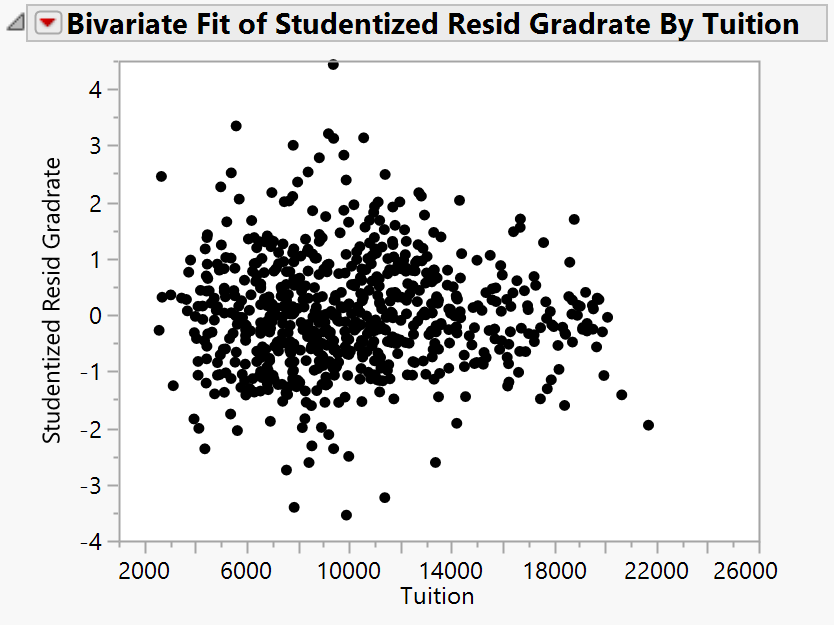 Bivariate Fit of Studentized Resid Gradrate By Tuition
Studentized Resid Gradrate
4
3
2
1
0
-1
-2
-3
-4
2000 6000 10000 14000 18000 22000 26000
Tuition